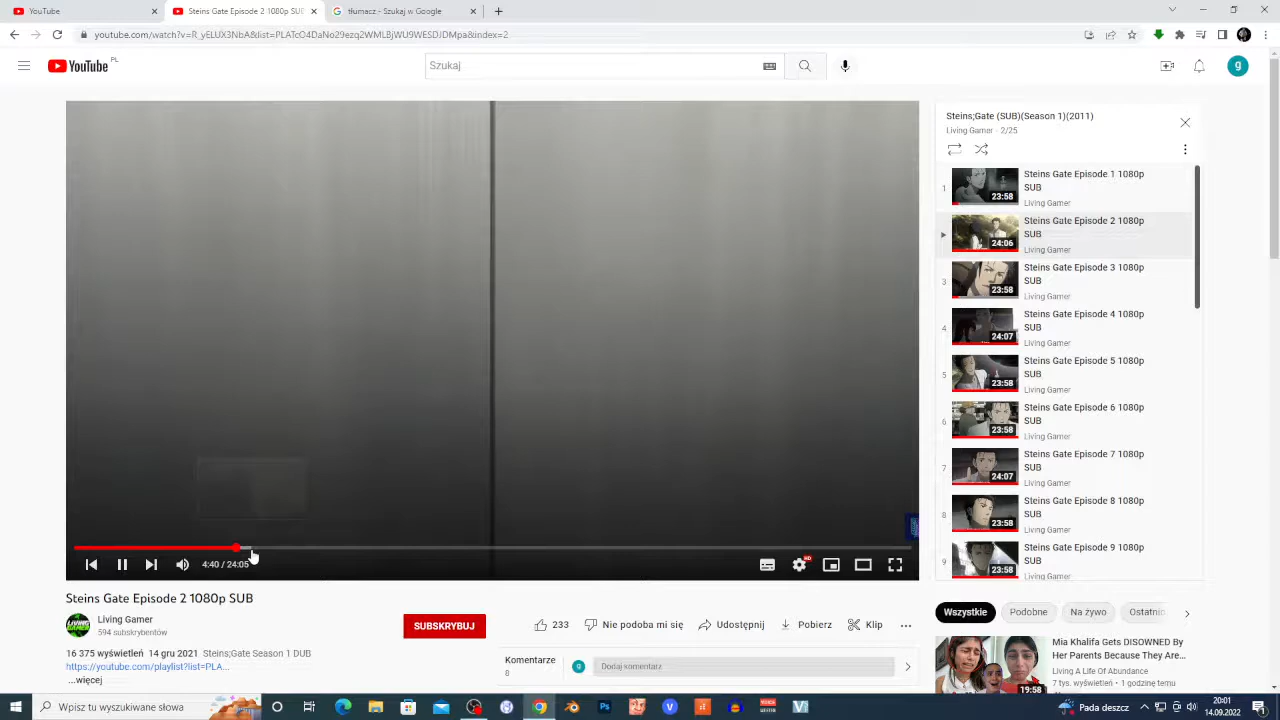 YouTube
Steins Gate Episode 2 1080p SUB
tłumacz - Szukaj w Google
youtube.com/watch?v=R_yELUX3NbA&list=PLATcO4DaNo29ezq2WMLBjWU9WESDJMpa&index=2
YouTube PL
Szukaj
g
Steins;Gate (SUB)(Season 1)(2011)
Living Gamer - 2/25
1
23:58
Steins Gate Episode 1 1080p
SUB
Living Gamer
24:06
Steins Gate Episode 2 1080p
SUB
Living Gamer
3
23:58
Steins Gate Episode 3 1080p
SUB
Living Gamer
4
24:07
Steins Gate Episode 4 1080p
SUB
Living Gamer
5
23:58
Steins Gate Episode 5 1080p
SUB
Living Gamer
6
23:58
Steins Gate Episode 6 1080p
SUB
Living Gamer
7
24:07
Steins Gate Episode 7 1080p
SUB
Living Gamer
8
23:58
Steins Gate Episode 8 1080p
SUB
Living Gamer
9
23:58
Steins Gate Episode 9 1080p
SUB
Living Gamer
4:40 / 24:05
HD
Steins Gate Episode 2 1080p SUB
Living Gamer
594 subskrybentów
SUBSKRYBUJ
233
Nie podoba mi się
Udostępnij
Pobierz
Klip
16 375 wyświetleń 14 gru 2021 Steins;Gate Season 1 DUB
https://youtube.com/playlist?list=PLA...
...więcej
Komentarze
8
g
Dodaj komentarz
Wszystkie
Podobne
Na żywo
Ostatnio
19:58
Mia Khalifa Gets DISOWNED By
Her Parents Because They Are...
Living A Life Of Abundance
7 tys. wyświetleń • 1 godzinę temu
Wpisz tu wyszukiwane słowa
Pada deszcz
20:01
14.09.2022